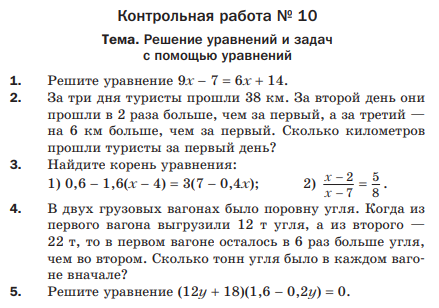 Контрольная работа № 10
Тема. Решение уравнений и задач
с помощью уравнений
1. Решите уравнение 9x – 7 = 6x + 14.
2. За три дня туристы прошли 38 км. За второй день они
прошли в 2 раза больше, чем за первый, а за третий —
на 6 км больше, чем за первый. Сколько километров
прошли туристы за первый день?
3. Найдите корень уравнения:
1) 0,6 – 1,6(x – 4) = 3(7 – 0,4x); 2) (x – 2)/(x – 7) = 5/8.
4. В двух грузовых вагонах было поровну угля. Когда из
первого вагона выгрузили 12 т угля, а из второго —
22 т, то в первом вагоне осталось в 6 раз больше угля,
чем во втором. Сколько тонн угля было в каждом ваго-
не вначале?
5. Решите уравнение (12y + 18)(1,6 – 0,2y) = 0.